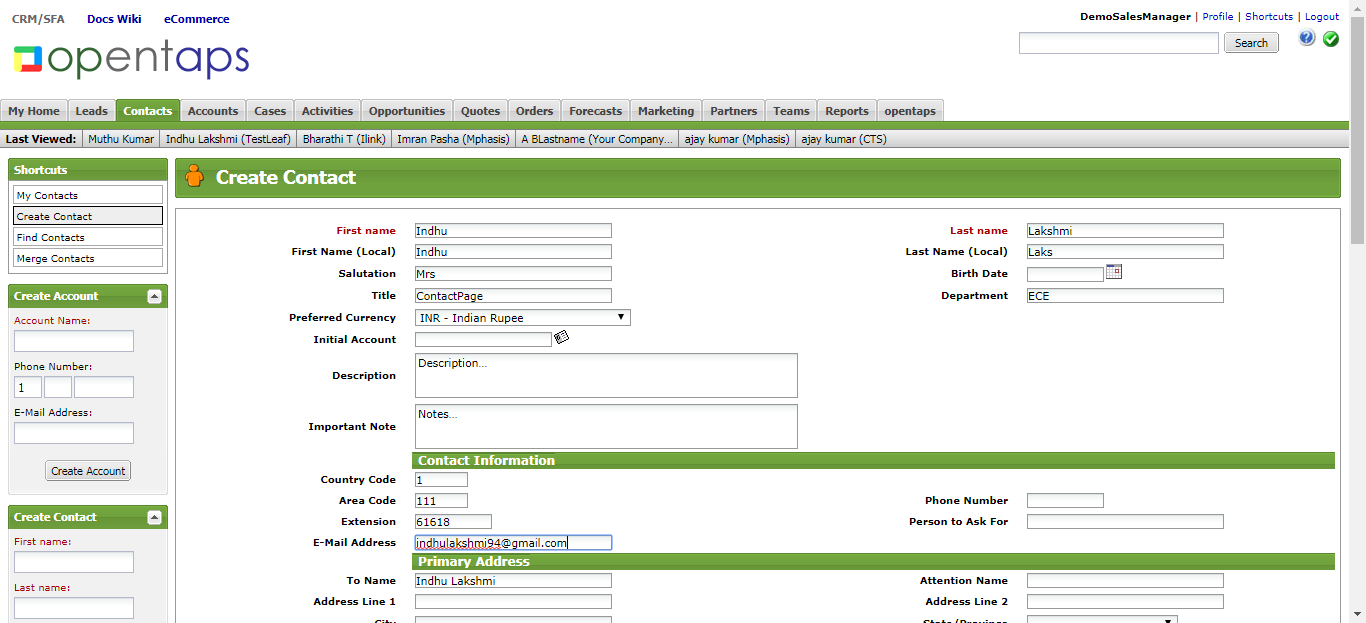 CRM/SFA Docs Wiki eCommerce
DemoSalesManager | Profile | Shortcuts | Logout
opentaps
Search
My Home Leads Contacts Accounts Cases Activities Opportunities Quotes Orders Forecasts Marketing Partners Teams Reports opentaps
Last Viewed: Muthu Kumar Indhu Lakshmi (TestLeaf) Bharathi T (Ilink) Imran Pasha (Mphasis) A BLastname (Your Company... ajay kumar (Mphasis) ajay kumar (CTS)
Shortcuts
My Contacts
Create Contact
Find Contacts
Merge Contacts
Create Account
Account Name:
Phone Number:
1
E-Mail Address:
Create Account
Create Contact
First name:
Last name:
Create Contact
First name Indhu Last name Lakshmi
First Name (Local) Indhu Last Name (Local) Laks
Salutation Mrs Birth Date
Title ContactPage Department ECE
Preferred Currency INR - Indian Rupee
Initial Account
Description Description...
Important Note Notes...
Contact Information
Country Code 1
Area Code 111 Phone Number
Extension 61618 Person to Ask For
E-Mail Address indhulakshmi94@gmail.com
Primary Address
To Name Indhu Lakshmi Attention Name
Address Line 1 Address Line 2
City State/Province